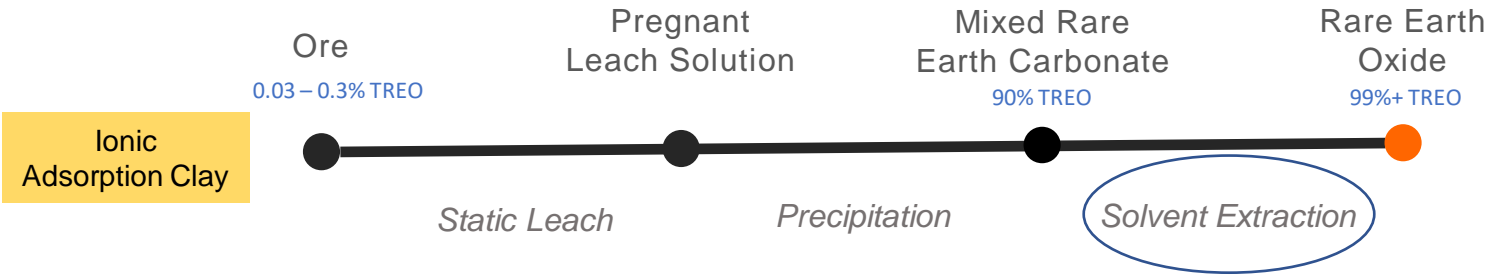 Ore
0.03 – 0.3% TREO
Pregnant
Leach Solution
Mixed Rare
Earth Carbonate
90% TREO
Rare Earth
Oxide
99%+ TREO
Ionic
Adsorption Clay
Static Leach
Precipitation
Solvent Extraction